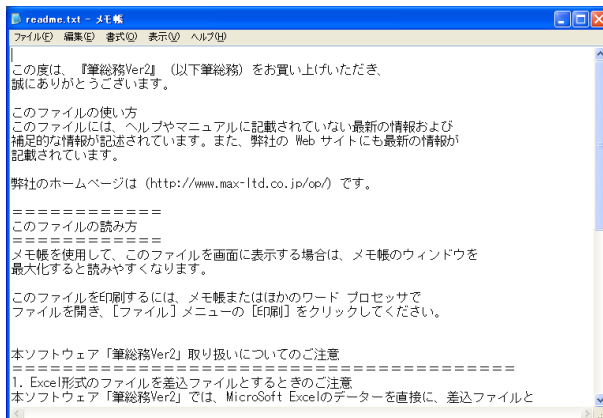 readme.txt - メモ帳
ファイル(F) 編集(E) 書式(O) 表示(V) ヘルプ(H)
この度は、『筆総務Ver2』（以下筆総務）をお買い上げいただき、
誠にありがとうございます。
このファイルの使い方
このファイルには、ヘルプやマニュアルに記載されていない最新の情報および
補足的な情報が記述されています。また、弊社の Web サイトにも最新の情報が
記載されています。
弊社のホームページは（http://www.max-ltd.co.jp/op/）です。
＝＝＝＝＝＝＝＝＝＝＝＝
このファイルの読み方
＝＝＝＝＝＝＝＝＝＝＝＝
メモ帳を使用して、このファイルを画面に表示する場合は、メモ帳のウィンドウを
最大化すると読みやすくなります。
このファイルを印刷するには、メモ帳またはほかのワード プロセッサで
ファイルを開き、［ファイル］メニューの［印刷］をクリックしてください。
本ソフトウェア「筆総務Ver2」取り扱いについてのご注意
＝＝＝＝＝＝＝＝＝＝＝＝＝＝＝＝＝＝＝＝＝＝＝＝＝＝＝＝＝＝＝＝＝＝＝＝＝＝＝＝
1. Excel形式のファイルを差込ファイルとするときのご注意
本ソフトウェア「筆総務Ver2」では、MicroSoft Excelのデーターを直接に、差込ファイルと